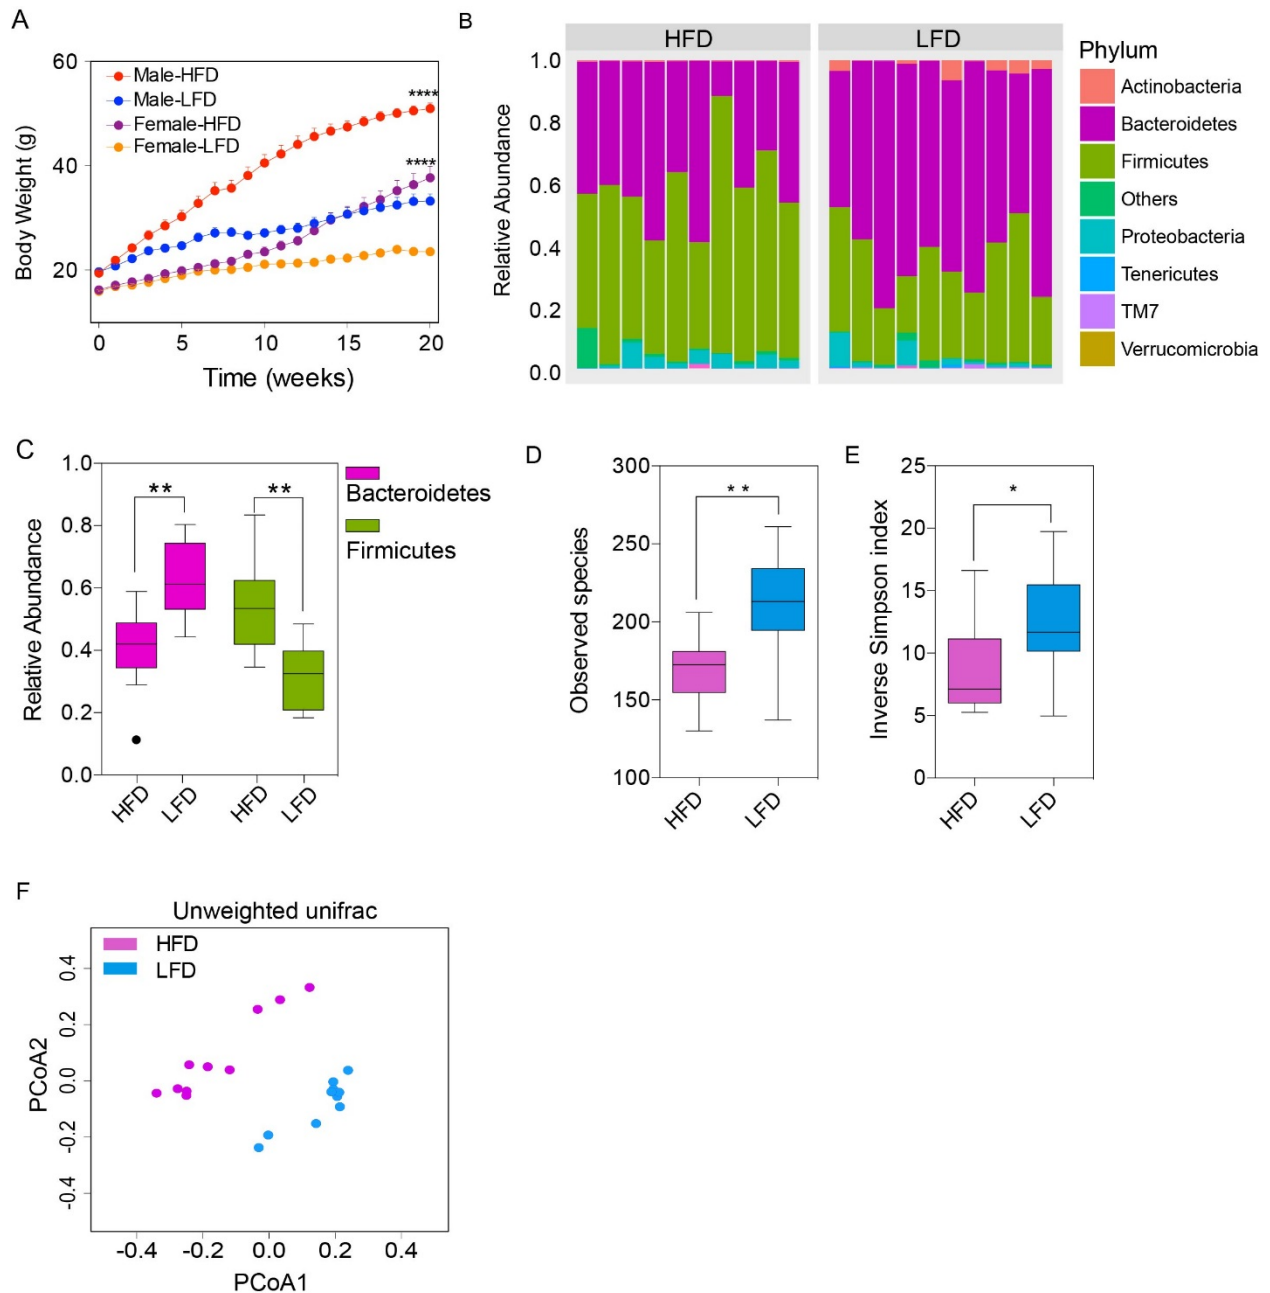 A
60
40
20
Body Weight (g)
Male-HFD
Male-LFD
Female-HFD
Female-LFD
****
****
0 5 10 15 20
Time (weeks)
B
HFD LFD
1.0
0.8
0.6
0.4
0.2
0.0
Relative Abundance
Phylum
Actinobacteria
Bacteroidetes
Firmicutes
Others
Proteobacteria
Tenericutes
TM7
Verrucomicrobia
C
1.0
0.8
0.6
0.4
0.2
0.0
Relative Abundance
** **
HFD LFD HFD LFD
Bacteroidetes
Firmicutes
D
300
250
200
150
100
Observed species
* *
HFD LFD
E
25
20
15
10
5
0
Inverse Simpson index
*
HFD LFD
F
Unweighted unifrac
HFD
LFD
0.4
0.2
0.0
-0.2
-0.4
PCoA2
-0.4 -0.2 0.0 0.2 0.4
PCoA1